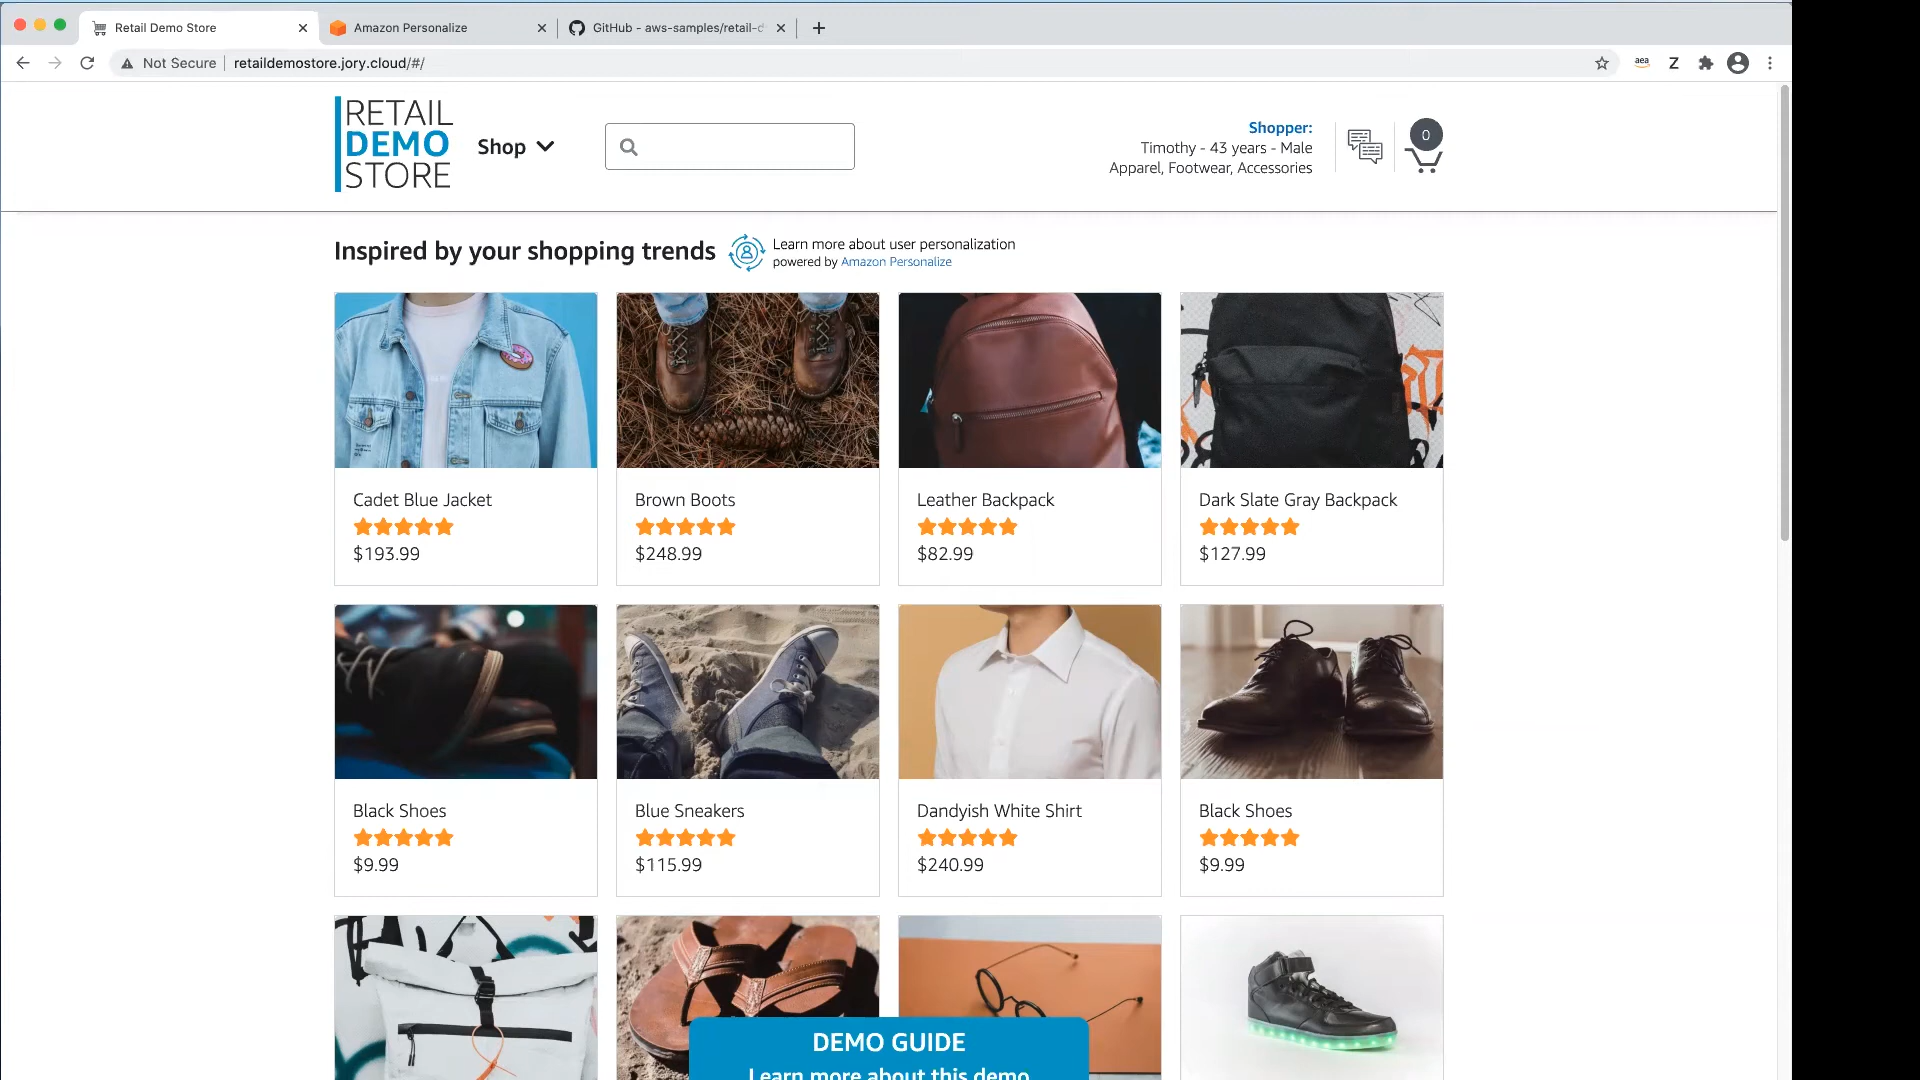 Retail Demo Store
Amazon Personalize
GitHub - aws-samples/retail-d
Not Secure
retaildemostore.jory.cloud/#/
aea
Z
RETAIL
DEMO
STORE
Shop
Shopper:
Timothy - 43 years - Male
Apparel, Footwear, Accessories
0
Inspired by your shopping trends
Learn more about user personalization
powered by Amazon Personalize
Cadet Blue Jacket
$193.99
Brown Boots
$248.99
Leather Backpack
$82.99
Dark Slate Gray Backpack
$127.99
Black Shoes
$9.99
Blue Sneakers
$115.99
Dandyish White Shirt
$240.99
Black Shoes
$9.99
DEMO GUIDE
Learn more about this demo